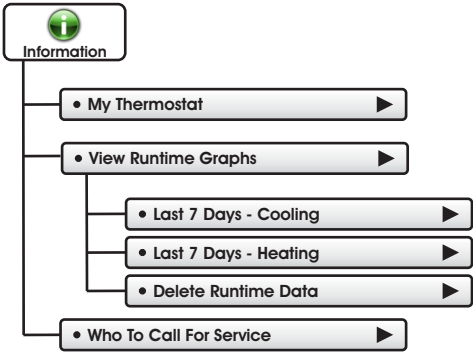 Information
• My Thermostat
• View Runtime Graphs
• Last 7 Days - Cooling
• Last 7 Days - Heating
• Delete Runtime Data
• Who To Call For Service